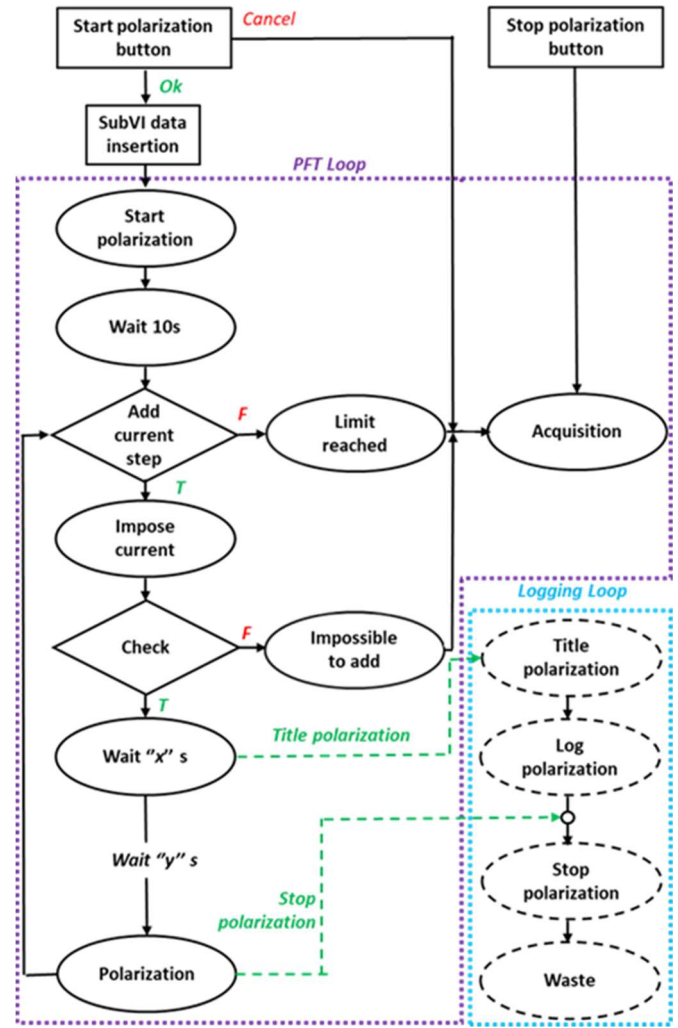 Start polarization
button
Cancel
Stop polarization
button
Ok
SubVI data
insertion
PFT Loop
Start
polarization
Wait 10s
Add
current
step
F
Limit
reached
Acquisition
T
Impose
current
Logging Loop
Check
F
Impossible
to add
Title
polarization
T
Wait ‘‘x’’ s
Title polarization
Log
polarization
Wait ‘‘y’’ s
Stop
polarization
Stop
polarization
Polarization
Waste